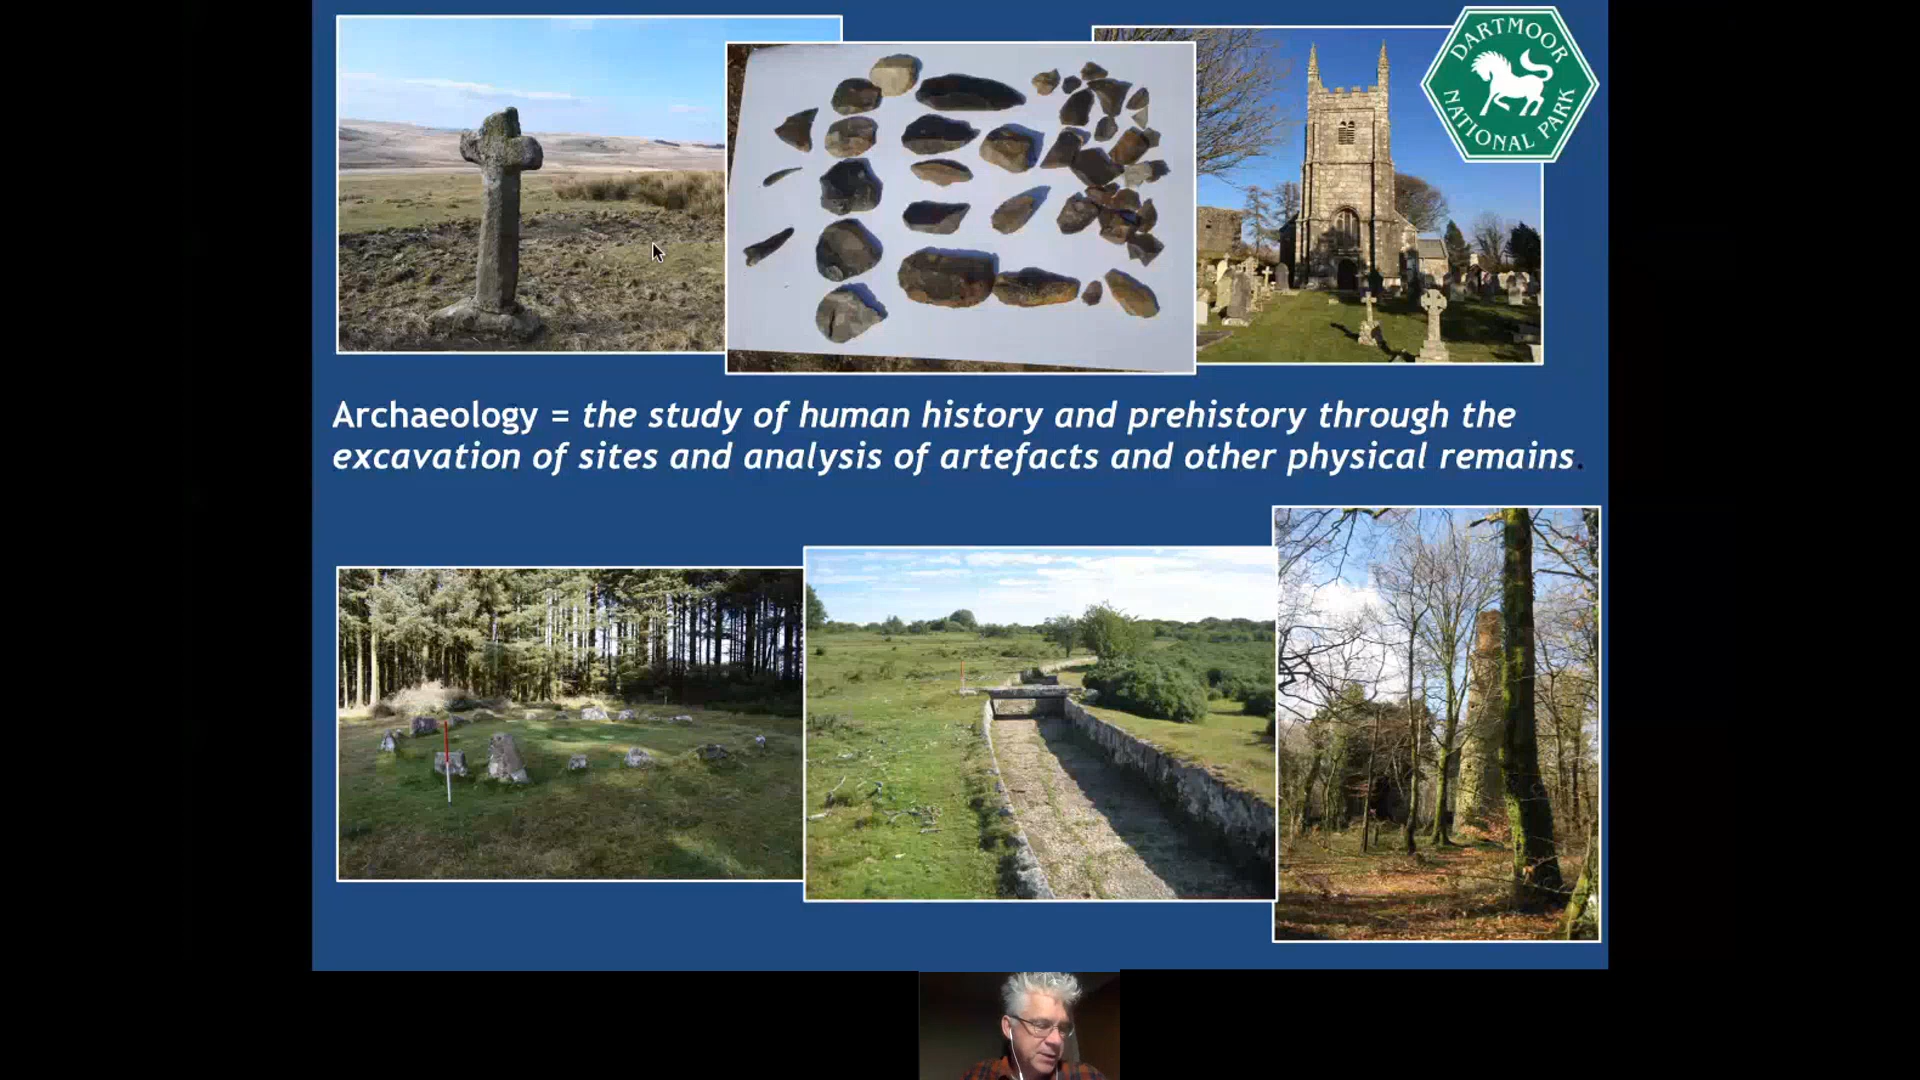 DARTMOOR
NATIONAL PARK
Archaeology = the study of human history and prehistory through the
excavation of sites and analysis of artefacts and other physical remains.